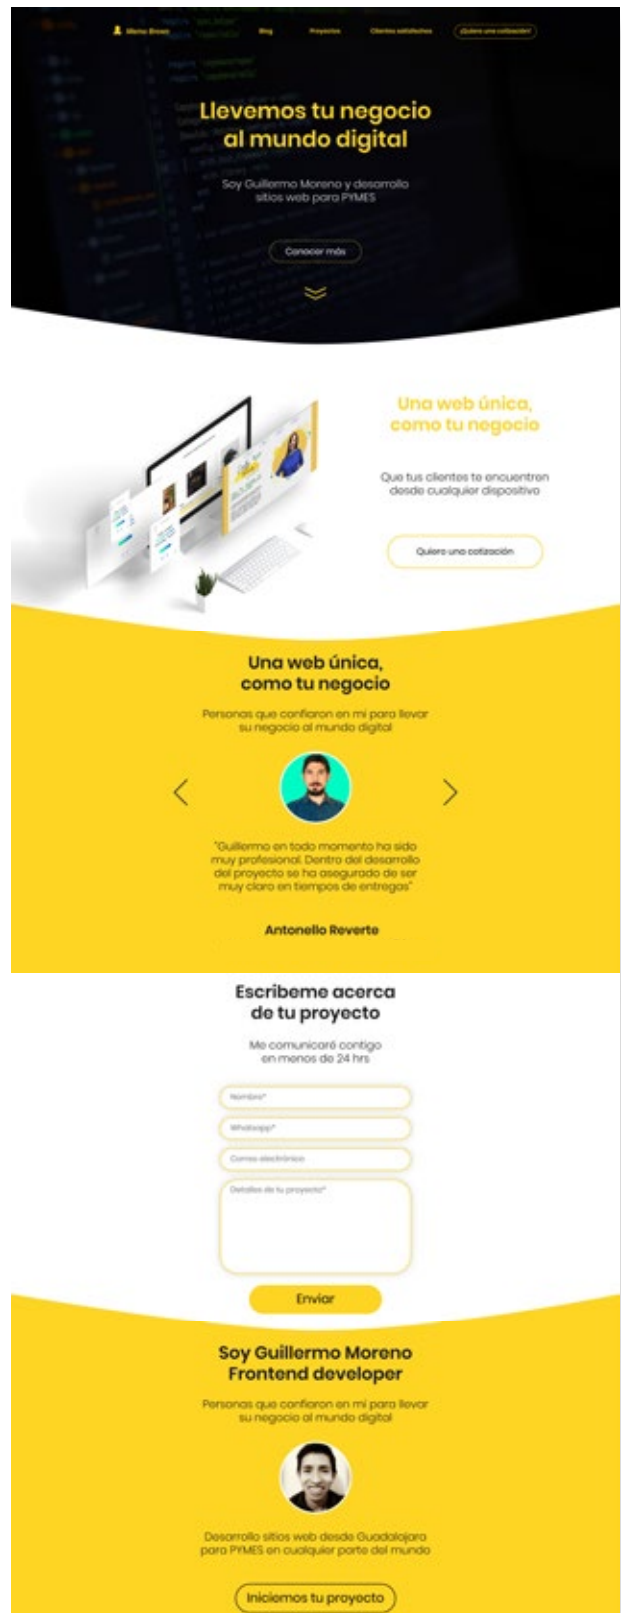 Memo Brown
Blog
Proyectos
Clientes satisfechos
¡Quiero una cotización!
Llevemos tu negocio
al mundo digital
Soy Guillermo Moreno y desarrollo
sitios web para PYMES
Conocer más
Una web única,
como tu negocio
Que tus clientes te encuentren
desde cualquier dispositivo
Quiero una cotización
Una web única,
como tu negocio
Personas que confiaron en mi para llevar
su negocio al mundo digital
"Guillermo en todo momento ha sido
muy profesional. Dentro del desarrollo
del proyecto se ha asegurado de ser
muy claro en tiempos de entregas"
Antonello Reverte
Escribeme acerca
de tu proyecto
Me comunicaré contigo
en menos de 24 hrs
Nombre*
Whatsapp*
Correo electrónico
Detalles de tu proyecto*
Enviar
Soy Guillermo Moreno
Frontend developer
Personas que confiaron en mi para llevar
su negocio al mundo digital
Desarrollo sitios web desde Guadalajara
para PYMES en cualquier parte del mundo
Iniciemos tu proyecto